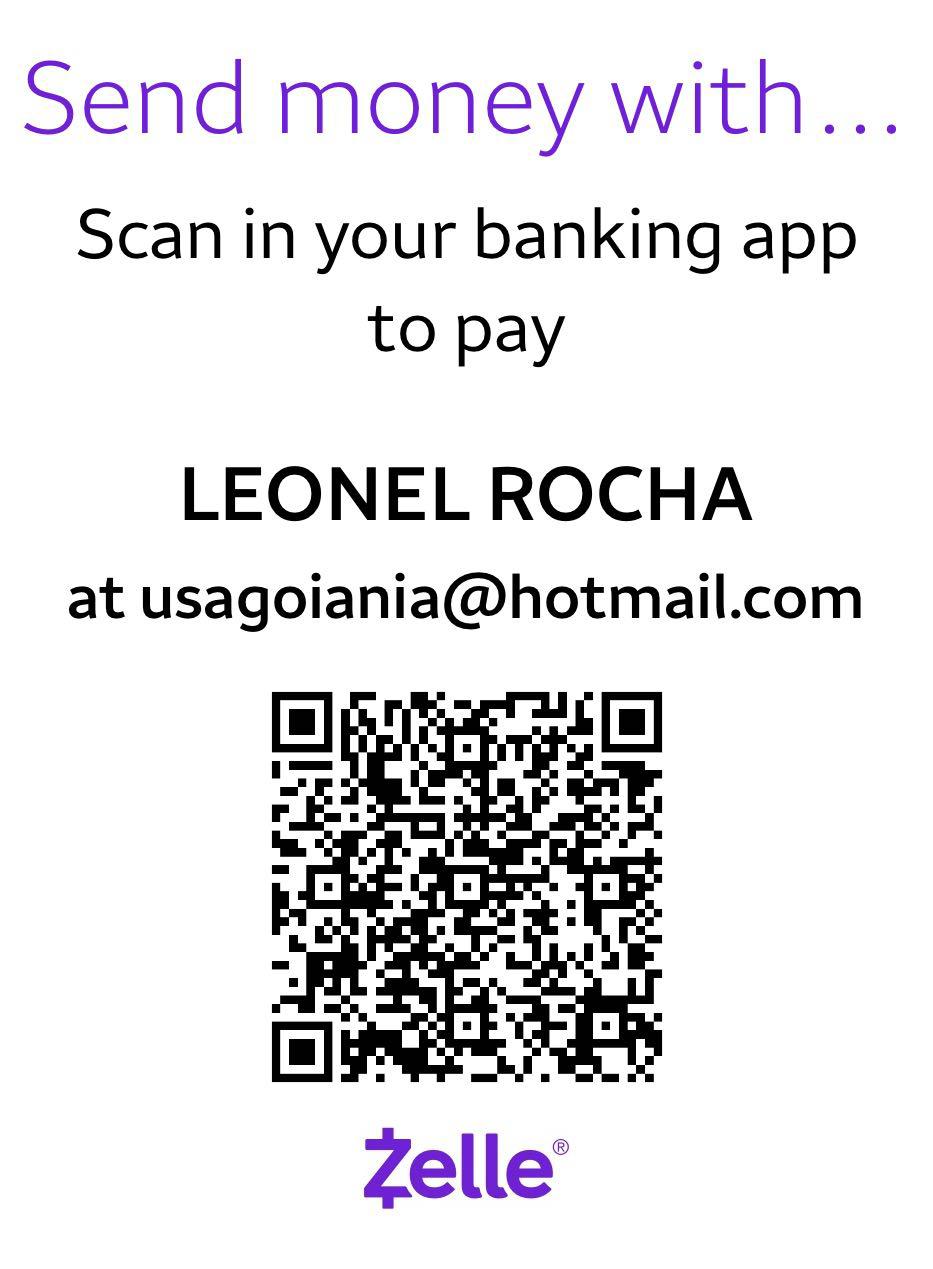 Send money with...
Scan in your banking app
to pay
LEONEL ROCHA
at usagoiania@hotmail.com
Zelle®